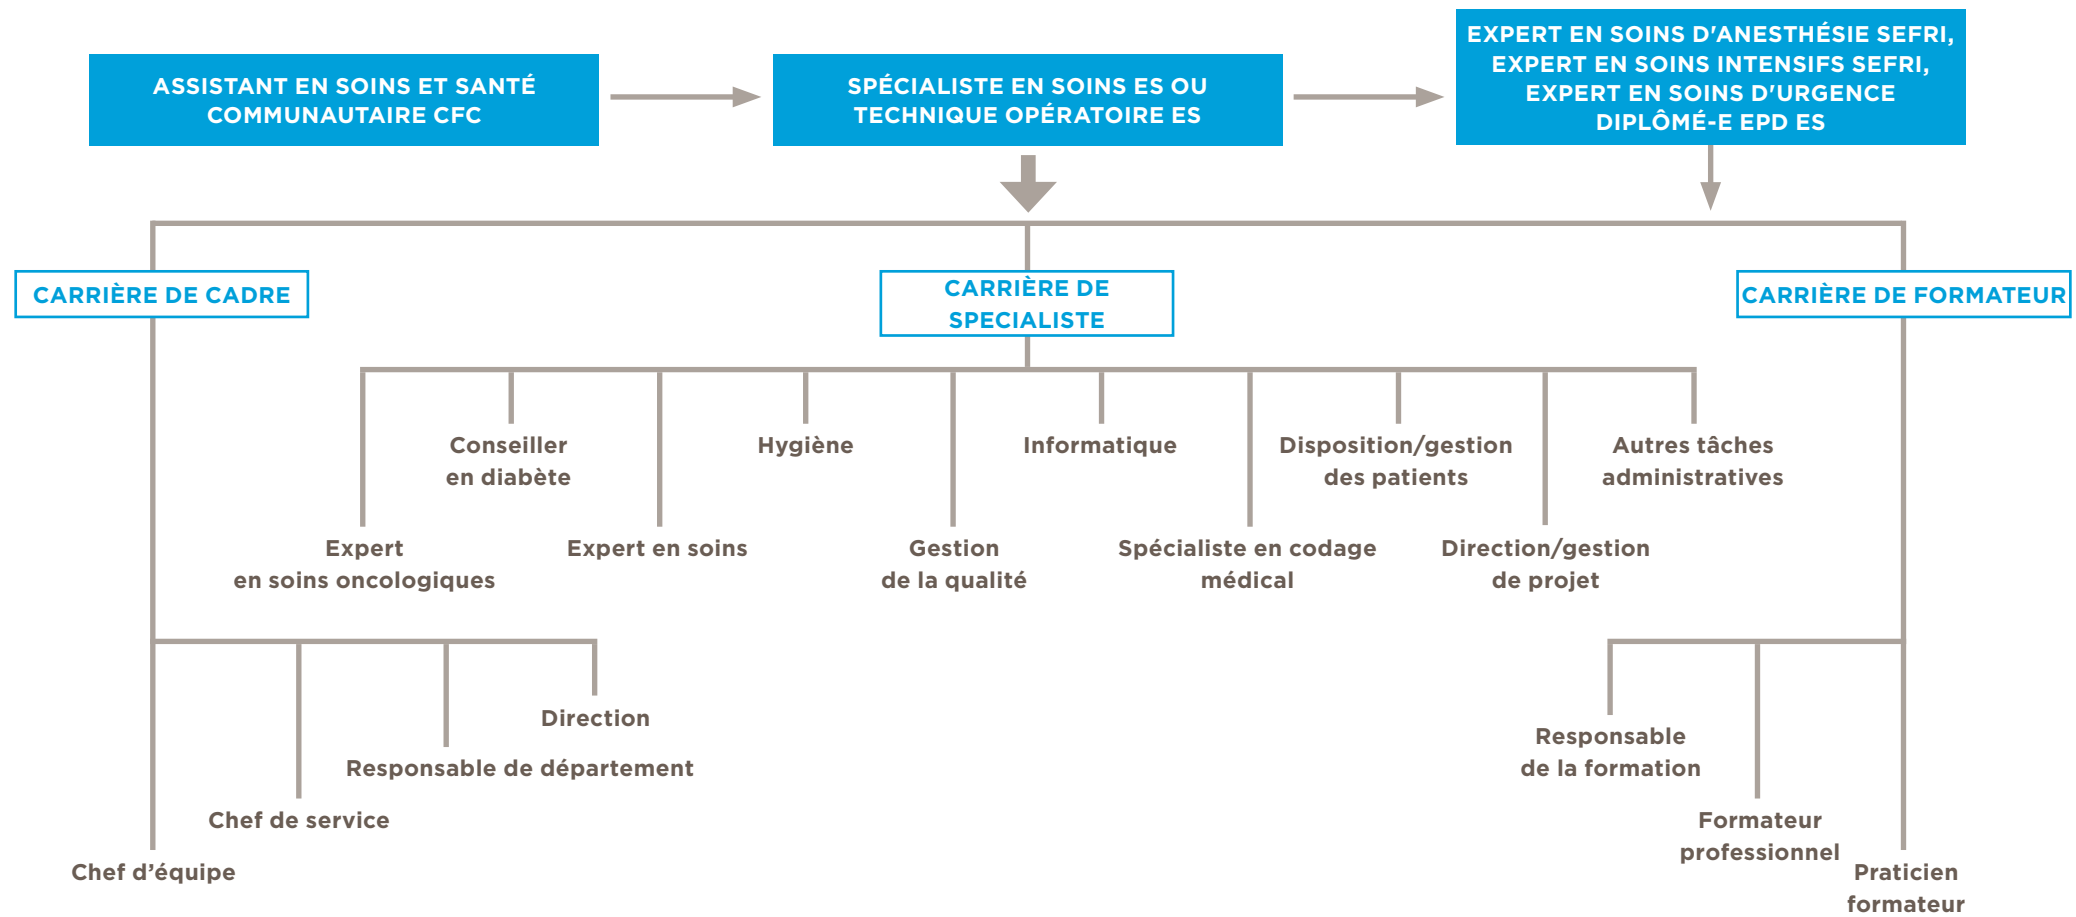 ASSISTANT EN SOINS ET SANTÉ
COMMUNAUTAIRE CFC
SPÉCIALISTE EN SOINS ES OU
TECHNIQUE OPÉRATOIRE ES
EXPERT EN SOINS D'ANESTHÉSIE SEFRI,
EXPERT EN SOINS INTENSIFS SEFRI,
EXPERT EN SOINS D'URGENCE
DIPLÔMÉ-E EPD ES
CARRIÈRE DE CADRE
CARRIÈRE DE
SPECIALISTE
CARRIÈRE DE FORMATEUR
Conseiller
en diabète
Hygiène
Informatique
Disposition/gestion
des patients
Autres tâches
administratives
Expert
en soins oncologiques
Expert en soins
Gestion
de la qualité
Spécialiste en codage
médical
Direction/gestion
de projet
Direction
Responsable de département
Chef de service
Chef d’équipe
Responsable
de la formation
Formateur
professionnel
Praticien
formateur